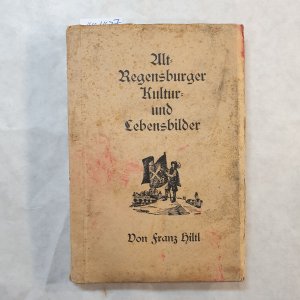 Alt-
Regensburger
Kultur-
und
Lebensbilder
Von Franz Hiltl